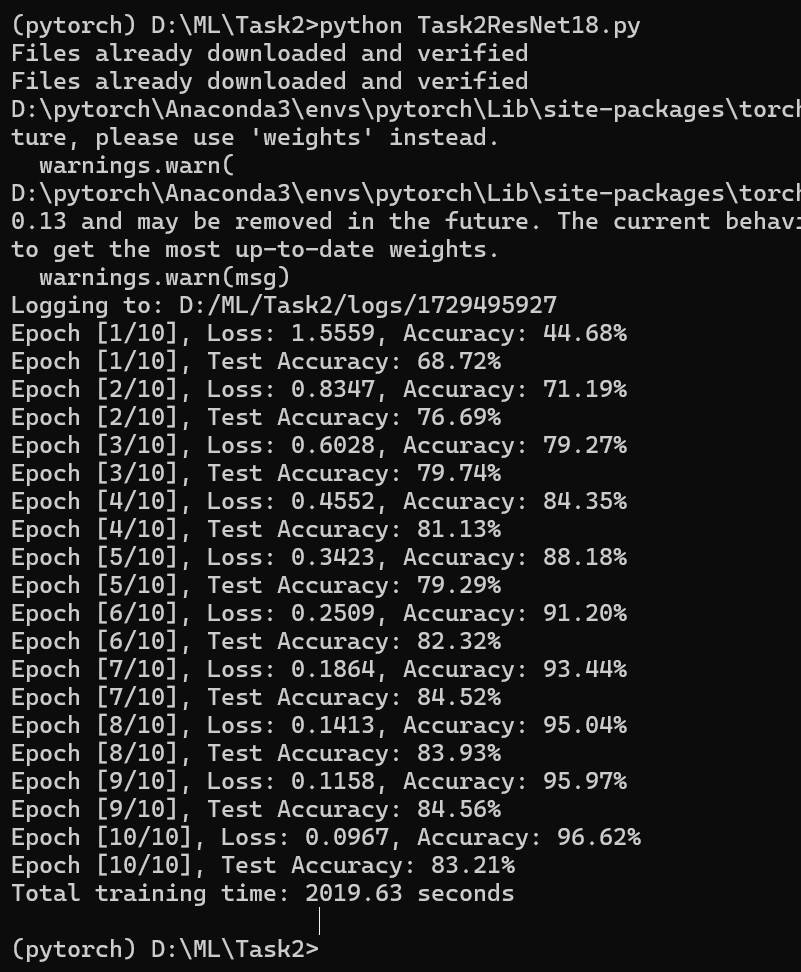 (pytorch) D:\ML\Task2>python Task2ResNet18.py
Files already downloaded and verified
Files already downloaded and verified
D:\pytorch\Anaconda3\envs\pytorch\Lib\site-packages\torch
ture, please use 'weights' instead.
  warnings.warn(
D:\pytorch\Anaconda3\envs\pytorch\Lib\site-packages\torch
0.13 and may be removed in the future. The current behavi
to get the most up-to-date weights.
  warnings.warn(msg)
Logging to: D:/ML/Task2/logs/1729495927
Epoch [1/10], Loss: 1.5559, Accuracy: 44.68%
Epoch [1/10], Test Accuracy: 68.72%
Epoch [2/10], Loss: 0.8347, Accuracy: 71.19%
Epoch [2/10], Test Accuracy: 76.69%
Epoch [3/10], Loss: 0.6028, Accuracy: 79.27%
Epoch [3/10], Test Accuracy: 79.74%
Epoch [4/10], Loss: 0.4552, Accuracy: 84.35%
Epoch [4/10], Test Accuracy: 81.13%
Epoch [5/10], Loss: 0.3423, Accuracy: 88.18%
Epoch [5/10], Test Accuracy: 79.29%
Epoch [6/10], Loss: 0.2509, Accuracy: 91.20%
Epoch [6/10], Test Accuracy: 82.32%
Epoch [7/10], Loss: 0.1864, Accuracy: 93.44%
Epoch [7/10], Test Accuracy: 84.52%
Epoch [8/10], Loss: 0.1413, Accuracy: 95.04%
Epoch [8/10], Test Accuracy: 83.93%
Epoch [9/10], Loss: 0.1158, Accuracy: 95.97%
Epoch [9/10], Test Accuracy: 84.56%
Epoch [10/10], Loss: 0.0967, Accuracy: 96.62%
Epoch [10/10], Test Accuracy: 83.21%
Total training time: 2019.63 seconds
(pytorch) D:\ML\Task2>